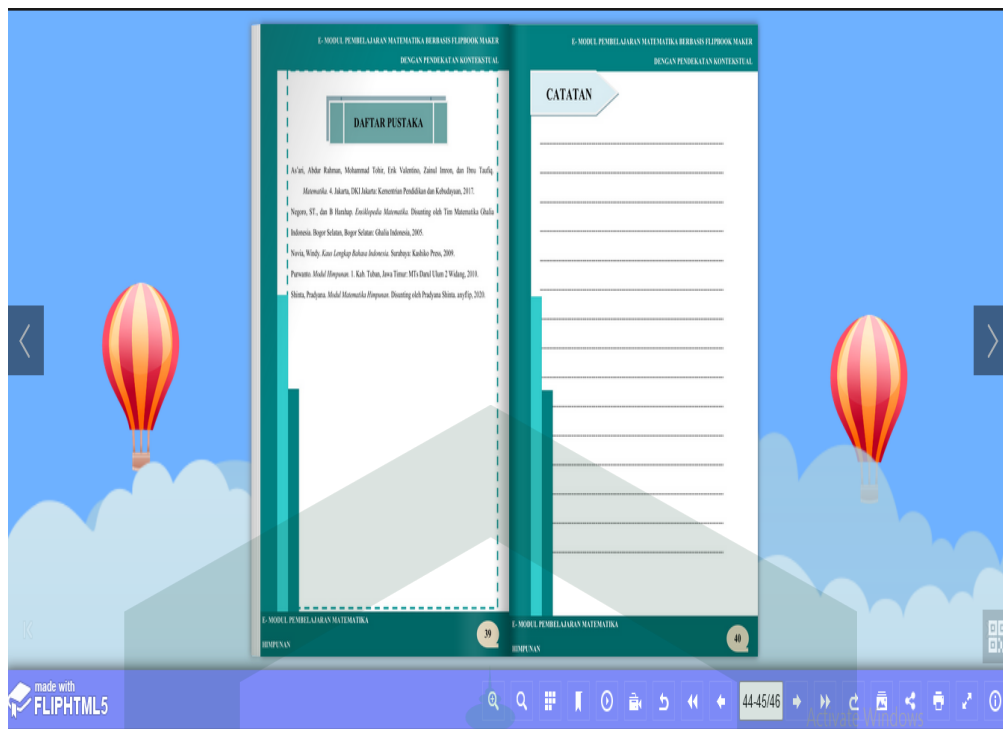 E- MODUL PEMBELAJARAN MATEMATIKA BERBASIS FLIPBOOK MAKER
DENGAN PENDEKATAN KONTEKSTUAL
DAFTAR PUSTAKA
As'ari, Abdur Rahman, Mohammad Tohir, Erik Valentino, Zainul Imron, dan Ibnu Taufiq.
Matematika. 4. Jakarta, DKI Jakarta: Kementrian Pendidikan dan Kebudayaan, 2017.
Negoro, ST., dan B Harahap. Ensiklopedia Matematika. Disunting oleh Tim Matematika Ghalia
Indonesia. Bogor Selatan, Bogor Selatan: Ghalia Indonesia, 2005.
Novia, Windy. Kaus Lengkap Bahasa Indonesia. Surabaya: Kashiko Press, 2009.
Purwarno. Modul Himpunan. 1. Kab. Tuban, Jawa Timur: MTs Darul Ulum 2 Widang, 2010.
Shinta, Pradyana. Modul Matematika Himpunan. Disunting oleh Pradyana Shinta. anyflip, 2020.
E- MODUL PEMBELAJARAN MATEMATIKA
HIMPUNAN
39
E- MODUL PEMBELAJARAN MATEMATIKA BERBASIS FLIPBOOK MAKER
DENGAN PENDEKATAN KONTEKSTUAL
CATATAN
E- MODUL PEMBELAJARAN MATEMATIKA
HIMPUNAN
40
made with
FLIPHTML5
44-45/46
Activate Windows